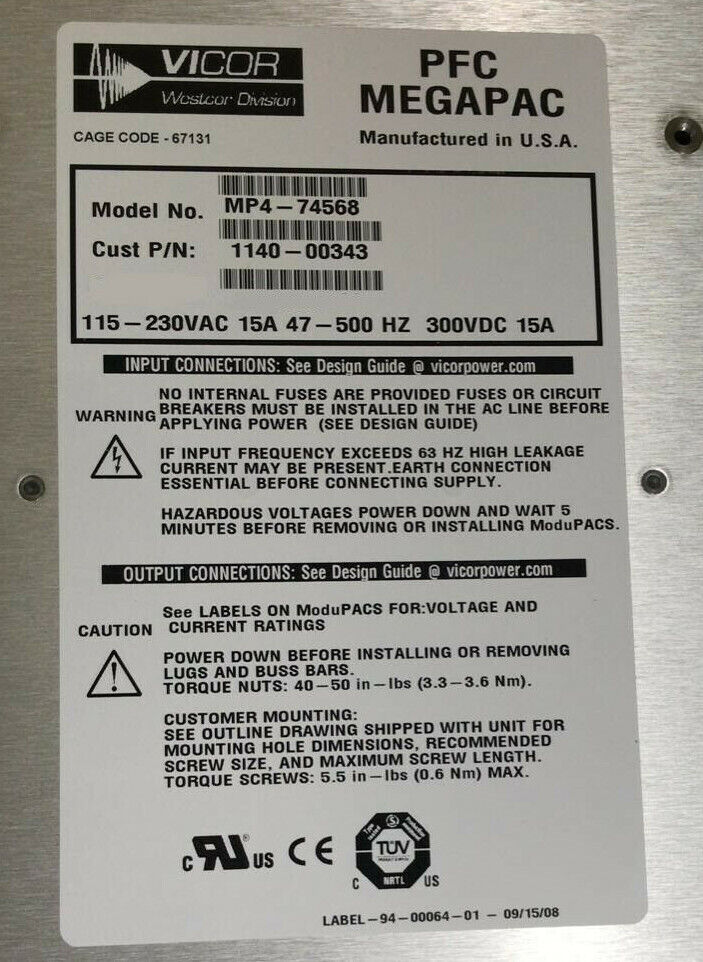 VICOR
Westcor Division
PFC
MEGAPAC
CAGE CODE - 67131
Manufactured in U.S.A.
Model No. MP4-74568
Cust P/N: 1140-00343
115-230VAC 15A 47-500 HZ 300VDC 15A
INPUT CONNECTIONS: See Design Guide @ vicorpower.com
WARNING
NO INTERNAL FUSES ARE PROVIDED FUSES OR CIRCUIT
BREAKERS MUST BE INSTALLED IN THE AC LINE BEFORE
APPLYING POWER (SEE DESIGN GUIDE)
IF INPUT FREQUENCY EXCEEDS 63 HZ HIGH LEAKAGE
CURRENT MAY BE PRESENT.EARTH CONNECTION
ESSENTIAL BEFORE CONNECTING SUPPLY.
HAZARDOUS VOLTAGES POWER DOWN AND WAIT 5
MINUTES BEFORE REMOVING OR INSTALLING ModuPACS.
OUTPUT CONNECTIONS: See Design Guide @ vicorpower.com
CAUTION
See LABELS ON ModuPACS FOR:VOLTAGE AND
CURRENT RATINGS
POWER DOWN BEFORE INSTALLING OR REMOVING
LUGS AND BUSS BARS.
TORQUE NUTS: 40-50 in-lbs (3.3-3.6 Nm).
CUSTOMER MOUNTING:
SEE OUTLINE DRAWING SHIPPED WITH UNIT FOR
MOUNTING HOLE DIMENSIONS, RECOMMENDED
SCREW SIZE, AND MAXIMUM SCREW LENGTH.
TORQUE SCREWS: 5.5 in-lbs (0.6 Nm) MAX.
C RU US CE
TUV
C NRTL US
LABEL-94-00064-01 - 09/15/08